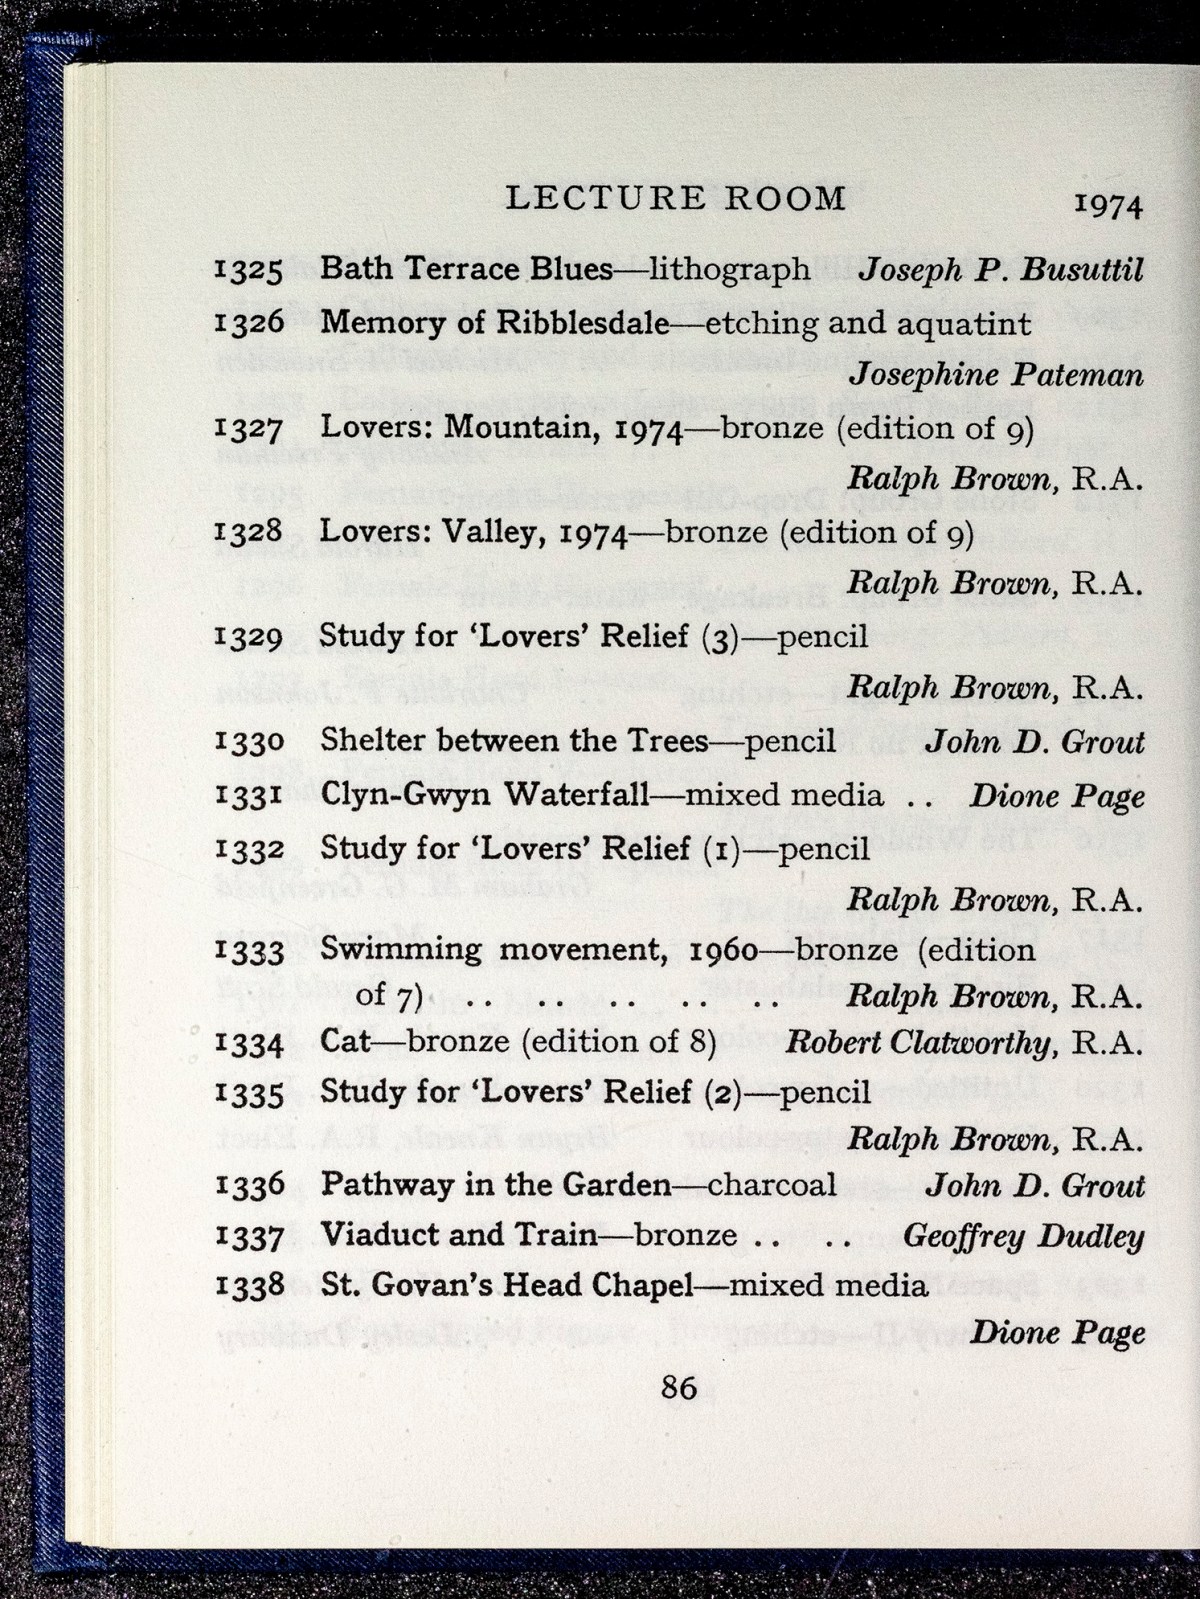 LECTURE ROOM 1974
1325 Bath Terrace Blues—lithograph Joseph P. Busuttil
1326 Memory of Ribblesdale—etching and aquatint
Josephine Pateman
1327 Lovers: Mountain, 1974—bronze (edition of 9)
Ralph Brown, R.A.
1328 Lovers: Valley, 1974—bronze (edition of 9)
Ralph Brown, R.A.
1329 Study for ‘Lovers’ Relief (3)—pencil
Ralph Brown, R.A.
1330 Shelter between the Trees—pencil John D. Grout
1331 Clyn-Gwyn Waterfall—mixed media .. Dione Page
1332 Study for ‘Lovers’ Relief (1)—pencil
Ralph Brown, R.A.
1333 Swimming movement, 1960—bronze (edition
of 7) .. .. .. .. .. Ralph Brown, R.A.
1334 Cat—bronze (edition of 8) Robert Clatworthy, R.A.
1335 Study for ‘Lovers’ Relief (2)—pencil
Ralph Brown, R.A.
1336 Pathway in the Garden—charcoal John D. Grout
1337 Viaduct and Train—bronze .. .. Geoffrey Dudley
1338 St. Govan’s Head Chapel—mixed media
Dione Page
86